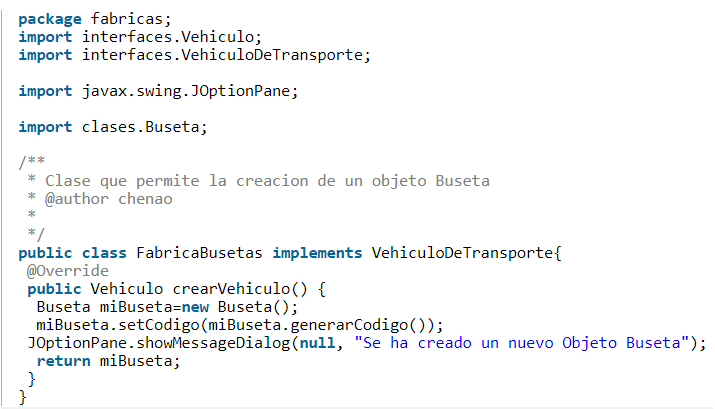 package fabricas;
import interfaces.Vehiculo;
import interfaces.VehiculoDeTransporte;

import javax.swing.JOptionPane;

import clases.Buseta;

/**
 * Clase que permite la creacion de un objeto Buseta
 * @author chenao
 *
 */
public class FabricaBusetas implements VehiculoDeTransporte{
 @Override
 public Vehiculo crearVehiculo() {
  Buseta miBuseta=new Buseta();
  miBuseta.setCodigo(miBuseta.generarCodigo());
 JOptionPane.showMessageDialog(null, "Se ha creado un nuevo Objeto Buseta");
  return miBuseta;
 }
}